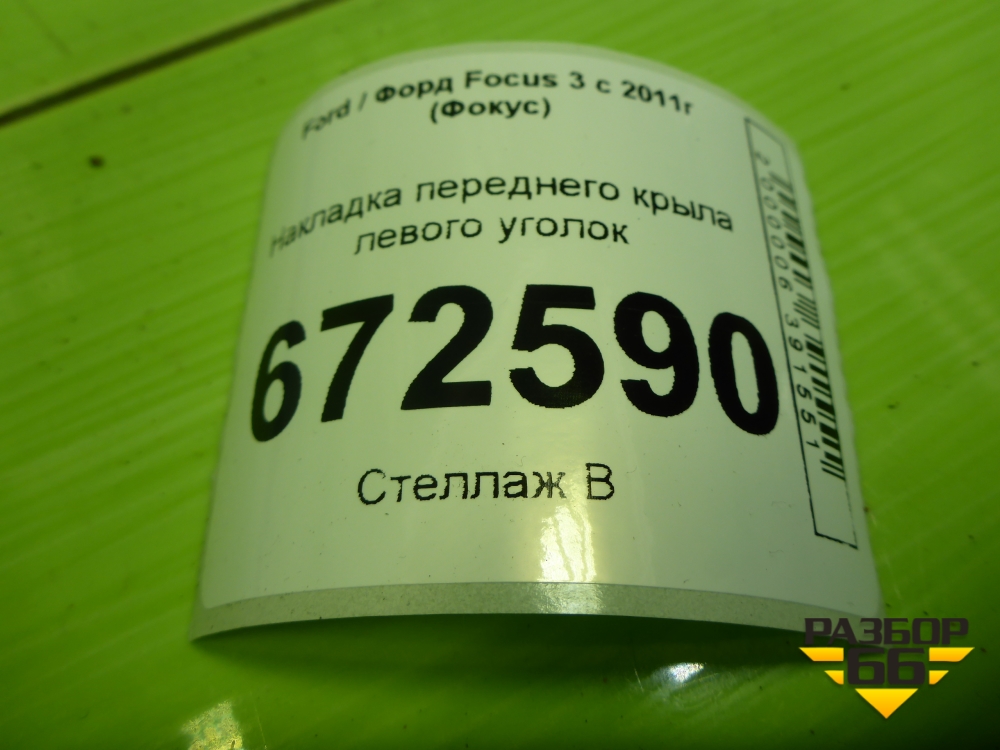 Ford / Форд Focus 3 с 2011г
(Фокус)
Накладка переднего крыла
левого уголок
672590
Стеллаж В
2000006391551
РАЗБОР
66